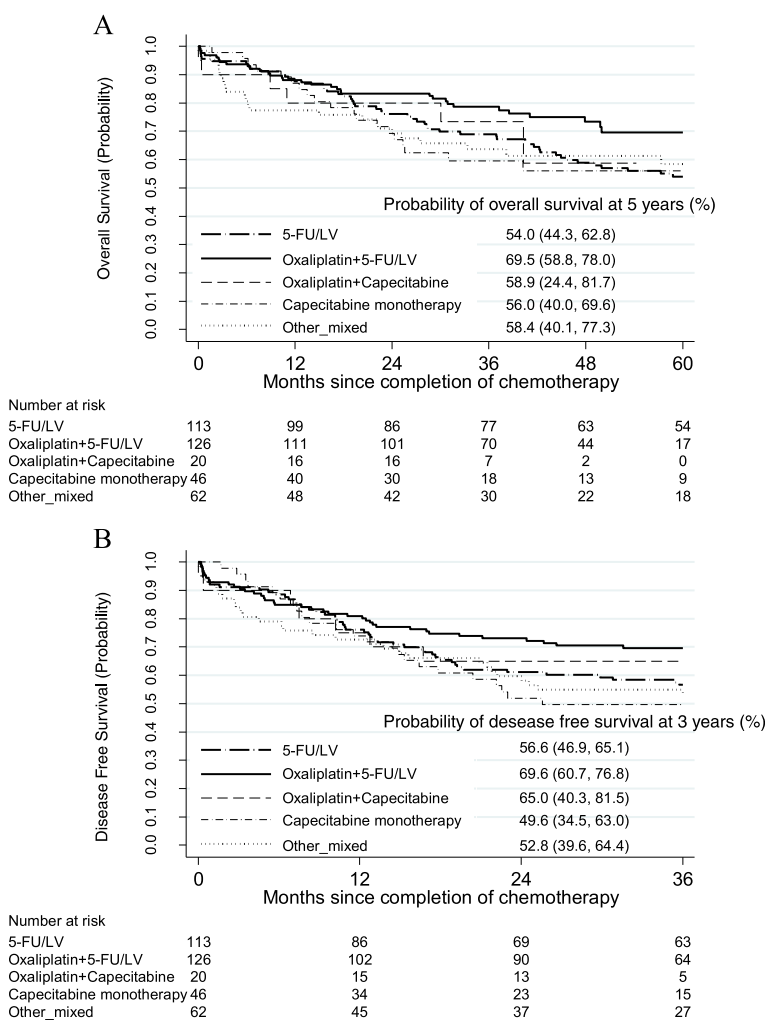 A
Overall Survival (Probability)
1.0
0.9
0.8
0.7
0.6
0.5
0.4
0.3
0.2
0.1
0.0
Probability of overall survival at 5 years (%)
5-FU/LV 54.0 (44.3, 62.8)
Oxaliplatin+5-FU/LV 69.5 (58.8, 78.0)
Oxaliplatin+Capecitabine 58.9 (24.4, 81.7)
Capecitabine monotherapy 56.0 (40.0, 69.6)
Other_mixed 58.4 (40.1, 77.3)
0 12 24 36 48 60
Months since completion of chemotherapy
Number at risk
5-FU/LV 113 99 86 77 63 54
Oxaliplatin+5-FU/LV 126 111 101 70 44 17
Oxaliplatin+Capecitabine 20 16 16 7 2 0
Capecitabine monotherapy 46 40 30 18 13 9
Other_mixed 62 48 42 30 22 18
B
Disease Free Survival (Probability)
1.0
0.9
0.8
0.7
0.6
0.5
0.4
0.3
0.2
0.1
0.0
Probability of desease free survival at 3 years (%)
5-FU/LV 56.6 (46.9, 65.1)
Oxaliplatin+5-FU/LV 69.6 (60.7, 76.8)
Oxaliplatin+Capecitabine 65.0 (40.3, 81.5)
Capecitabine monotherapy 49.6 (34.5, 63.0)
Other_mixed 52.8 (39.6, 64.4)
0 12 24 36
Months since completion of chemotherapy
Number at risk
5-FU/LV 113 86 69 63
Oxaliplatin+5-FU/LV 126 102 90 64
Oxaliplatin+Capecitabine 20 15 13 5
Capecitabine monotherapy 46 34 23 15
Other_mixed 62 45 37 27